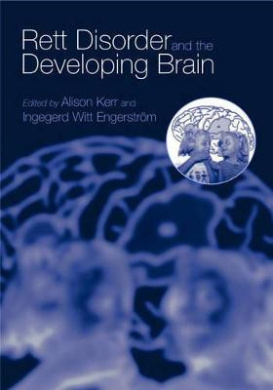 Rett Disorder and the
Developing Brain
Edited by Alison Kerr and
Ingegerd Witt Engerström